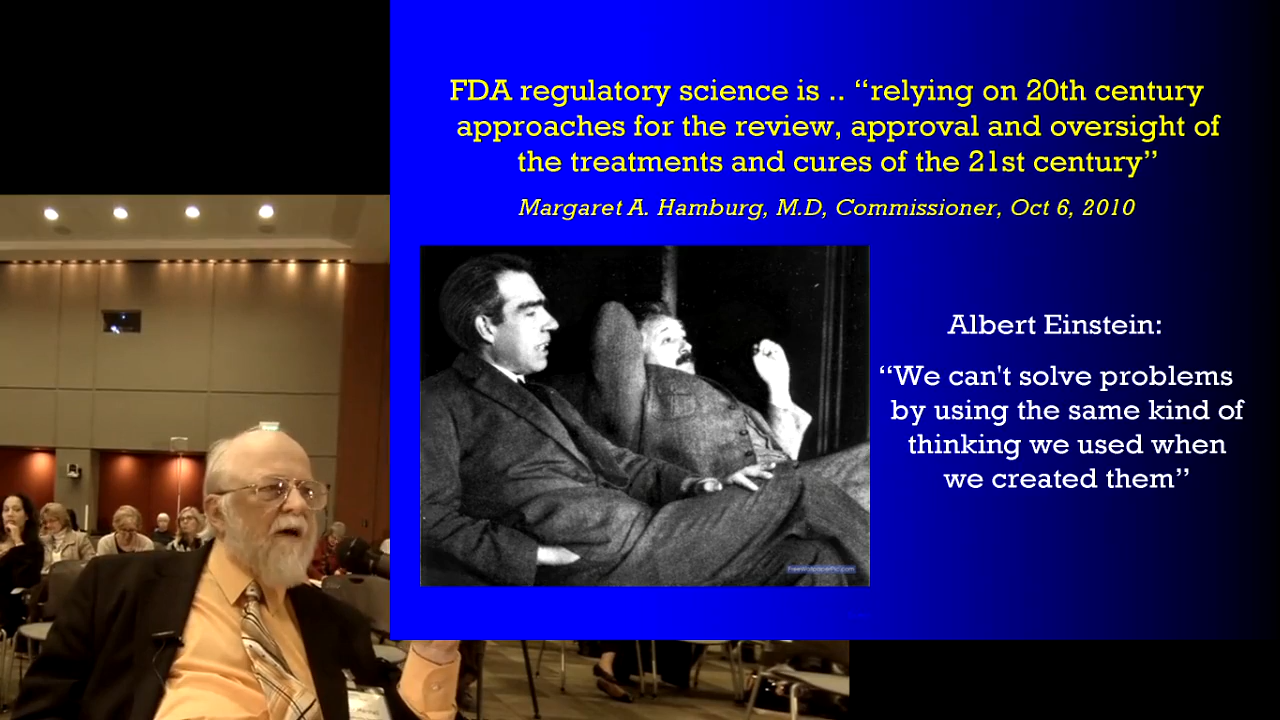 FDA regulatory science is .. “relying on 20th century
approaches for the review, approval and oversight of
the treatments and cures of the 21st century”
Margaret A. Hamburg, M.D, Commissioner, Oct 6, 2010
Albert Einstein:
“We can't solve problems
by using the same kind of
thinking we used when
we created them”
FreeWallpaperPic.com